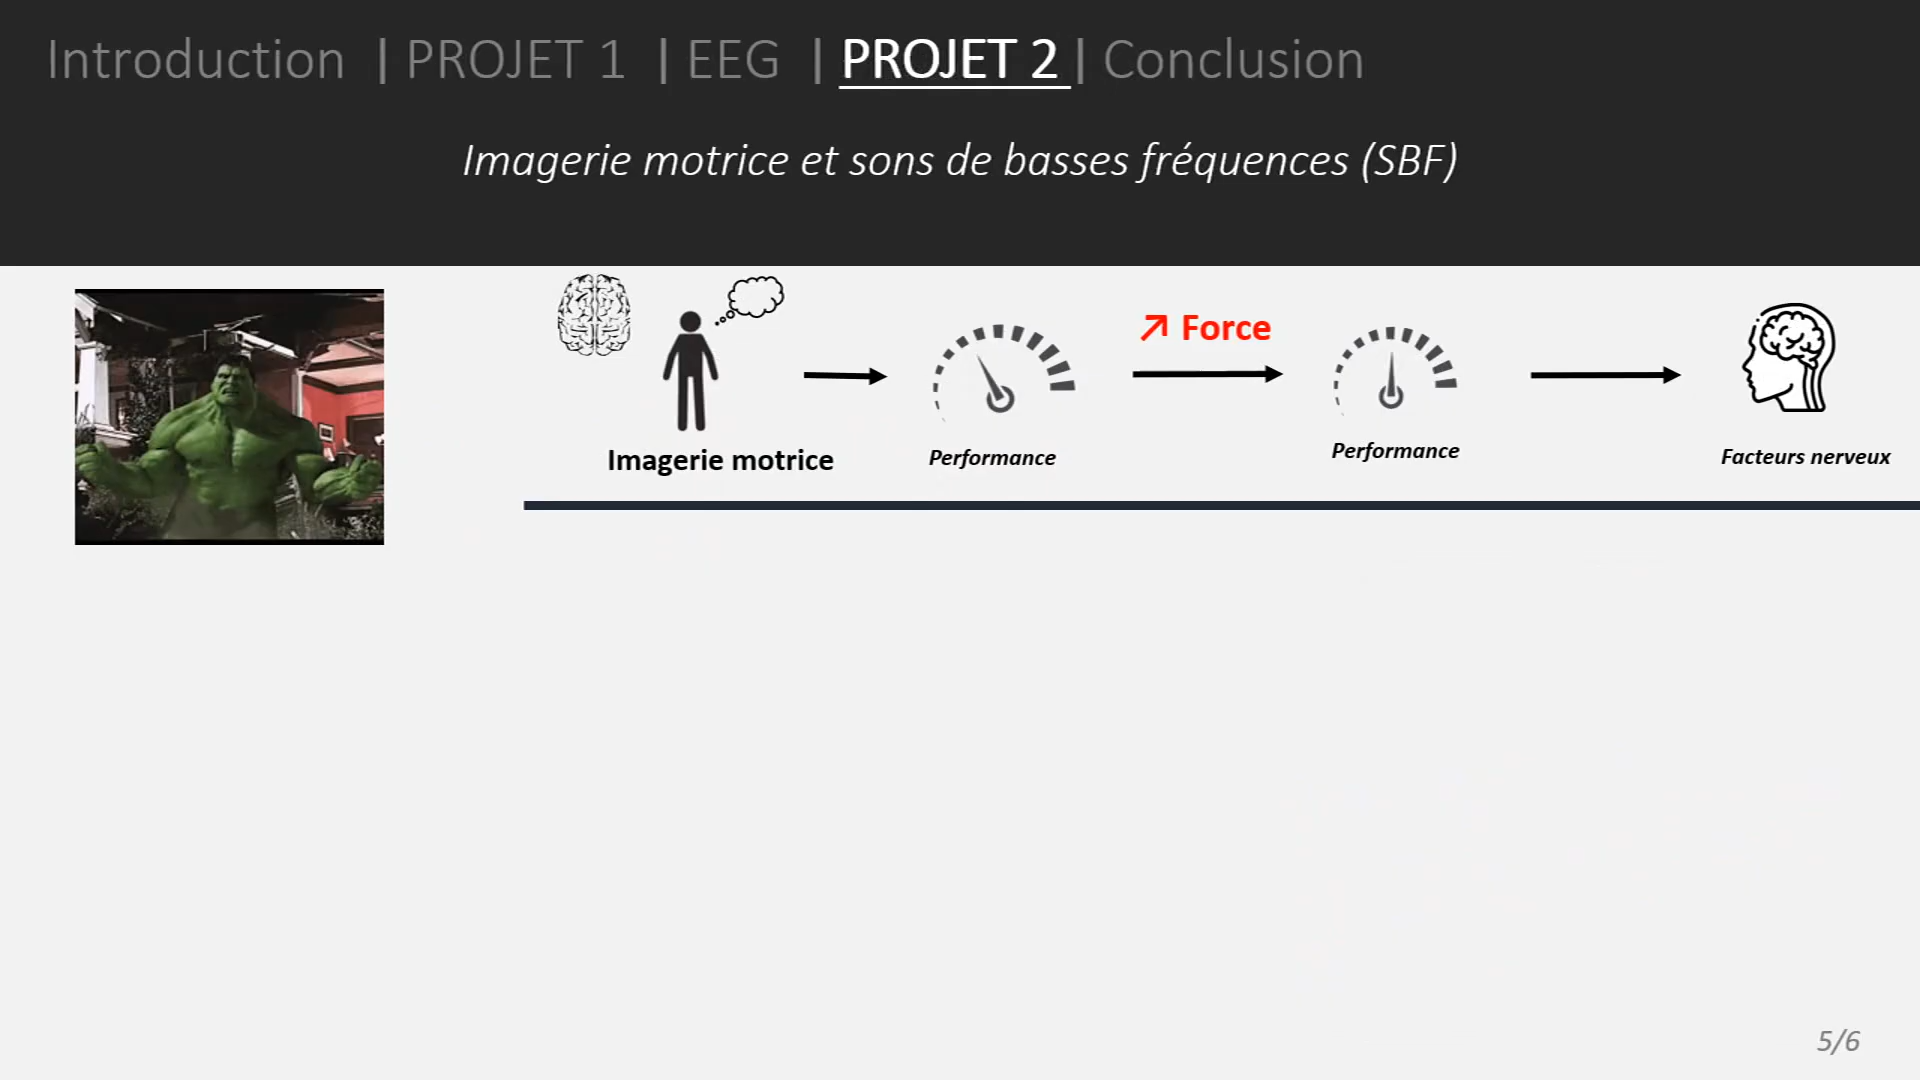 Introduction | PROJET 1 | EEG | PROJET 2 | Conclusion
Imagerie motrice et sons de basses fréquences (SBF)
↗ Force
Imagerie motrice
Performance
Performance
Facteurs nerveux
5/6